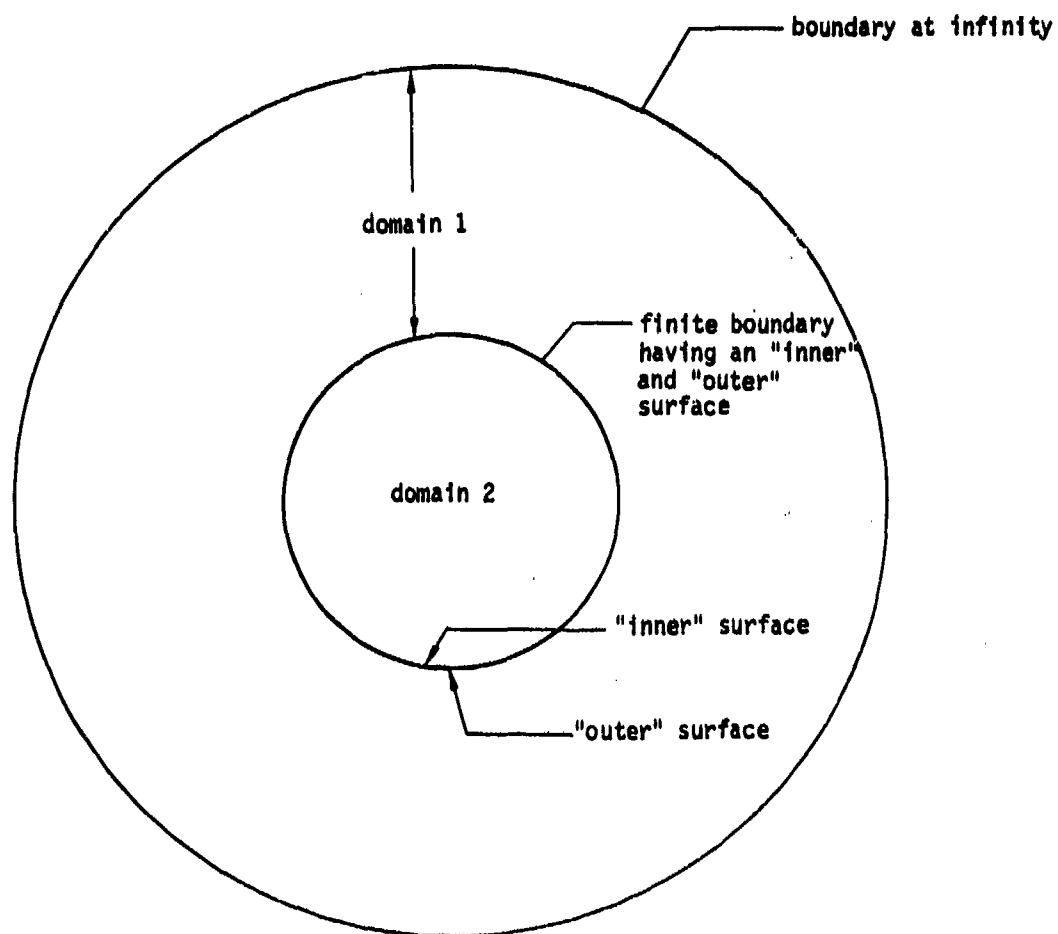 boundary at infinity
domain 1
finite boundary
having an "inner"
and "outer"
surface
domain 2
"inner" surface
"outer" surface